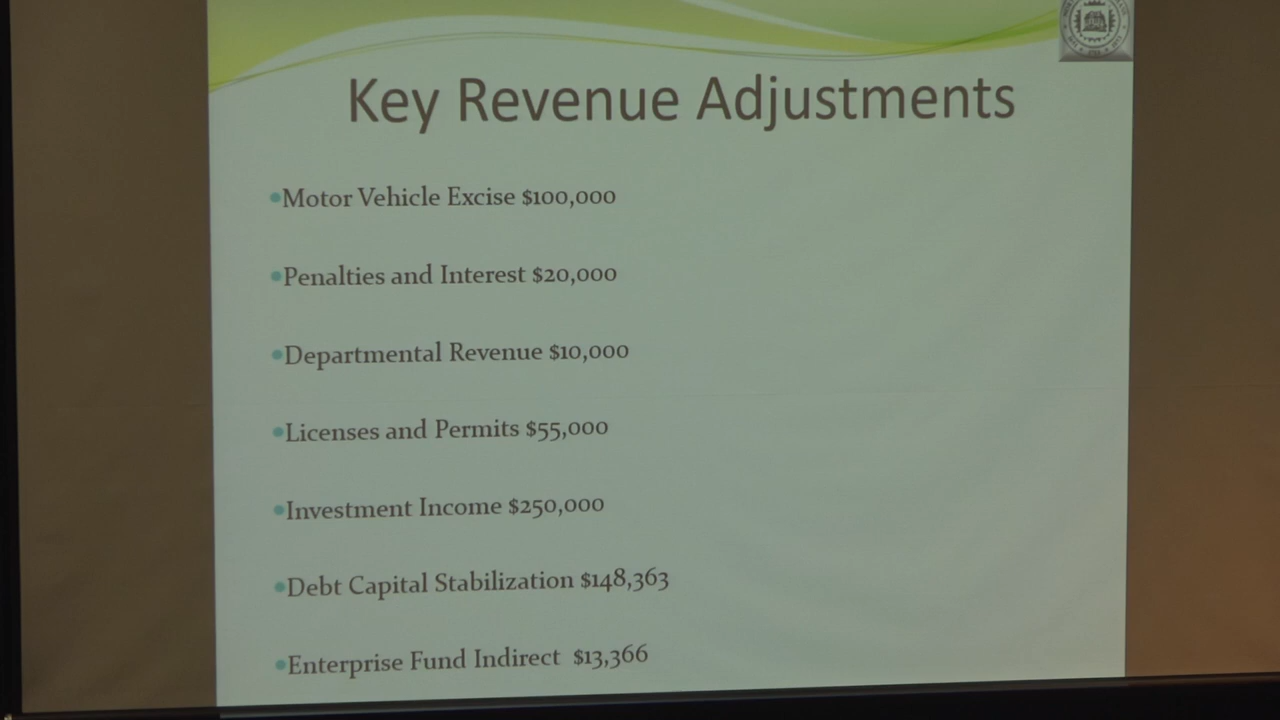 Key Revenue Adjustments
•Motor Vehicle Excise $100,000
•Penalties and Interest $20,000
•Departmental Revenue $10,000
•Licenses and Permits $55,000
•Investment Income $250,000
•Debt Capital Stabilization $148,363
•Enterprise Fund Indirect $13,366